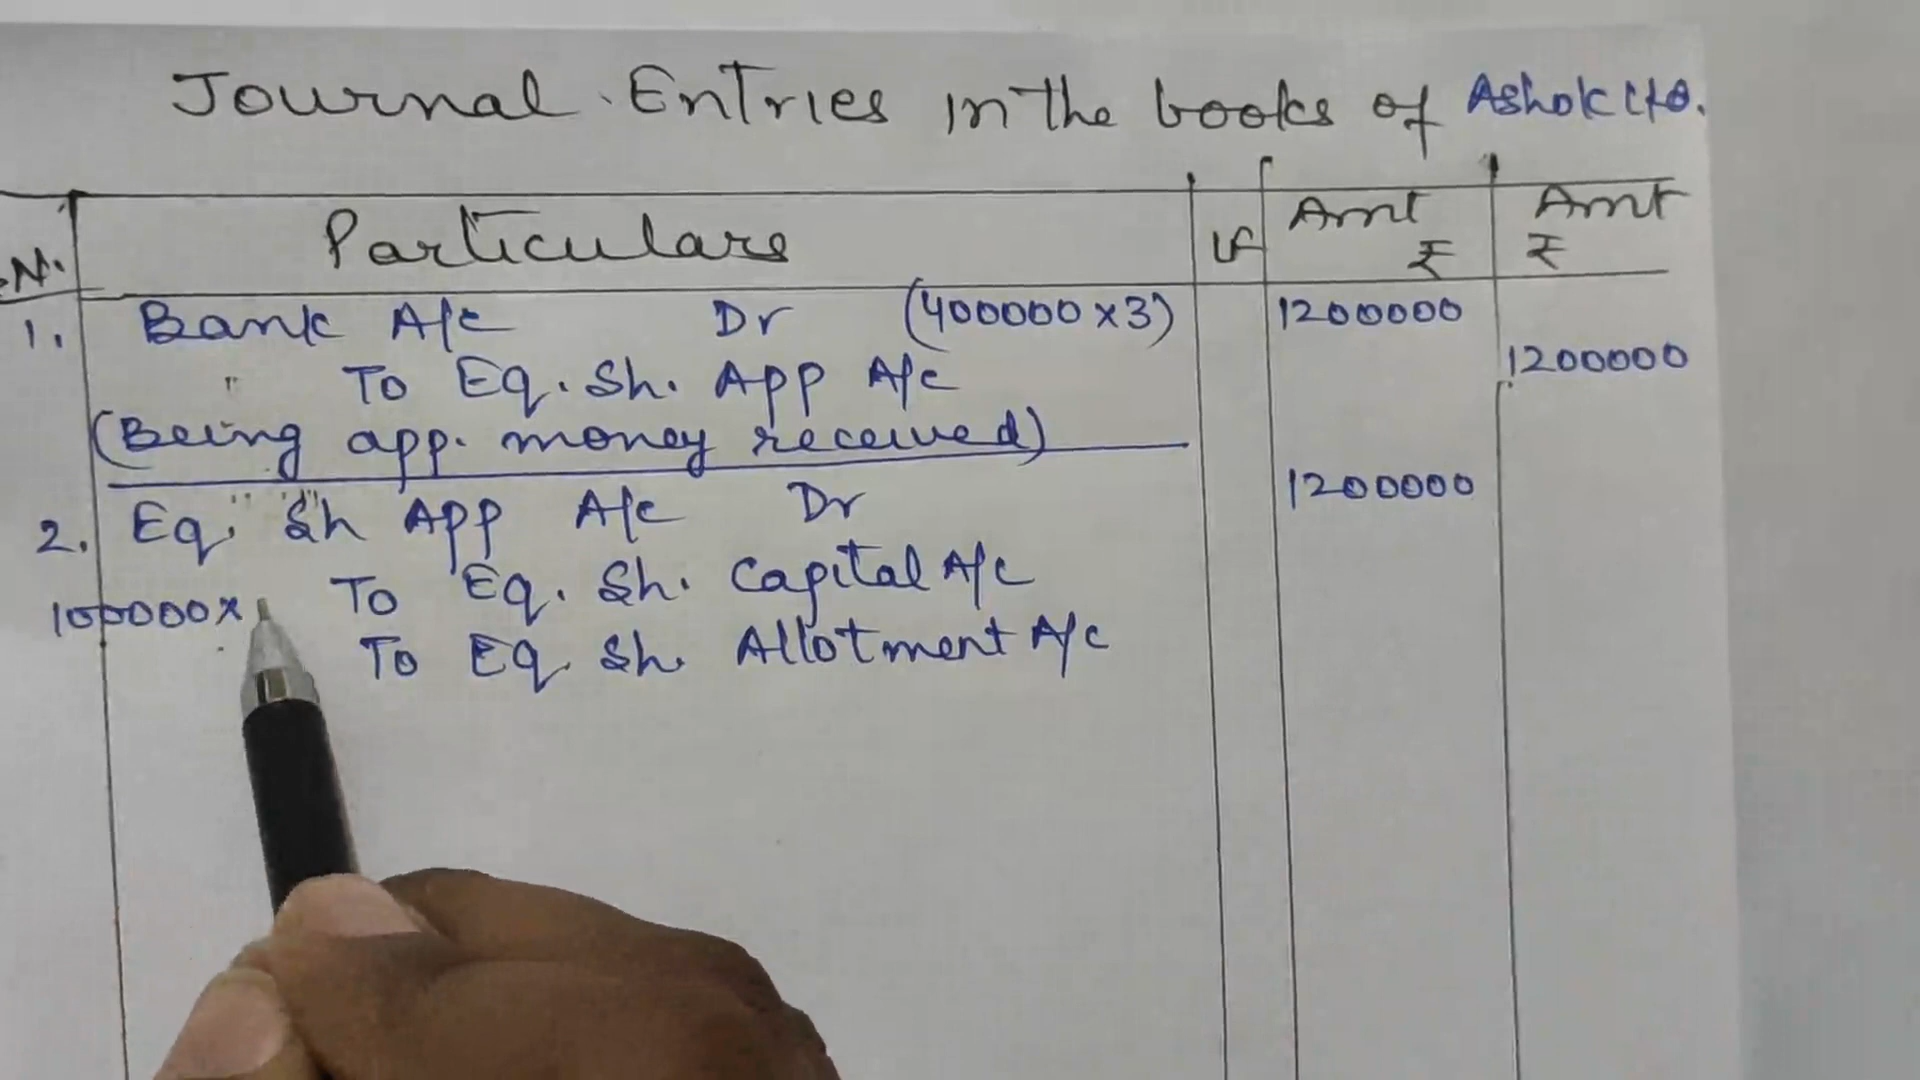 Journal Entries in the books of Ashok Ltd.
.N. Particulars LF Amt ₹ Amt ₹
1. Bank A/c Dr (400000 x 3) 1200000
To Eq. Sh. App A/c 1200000
(Being app. money received)
2. Eq. Sh App A/c Dr 1200000
To Eq. Sh. Capital A/c
100000 x
To Eq. Sh. Allotment A/c